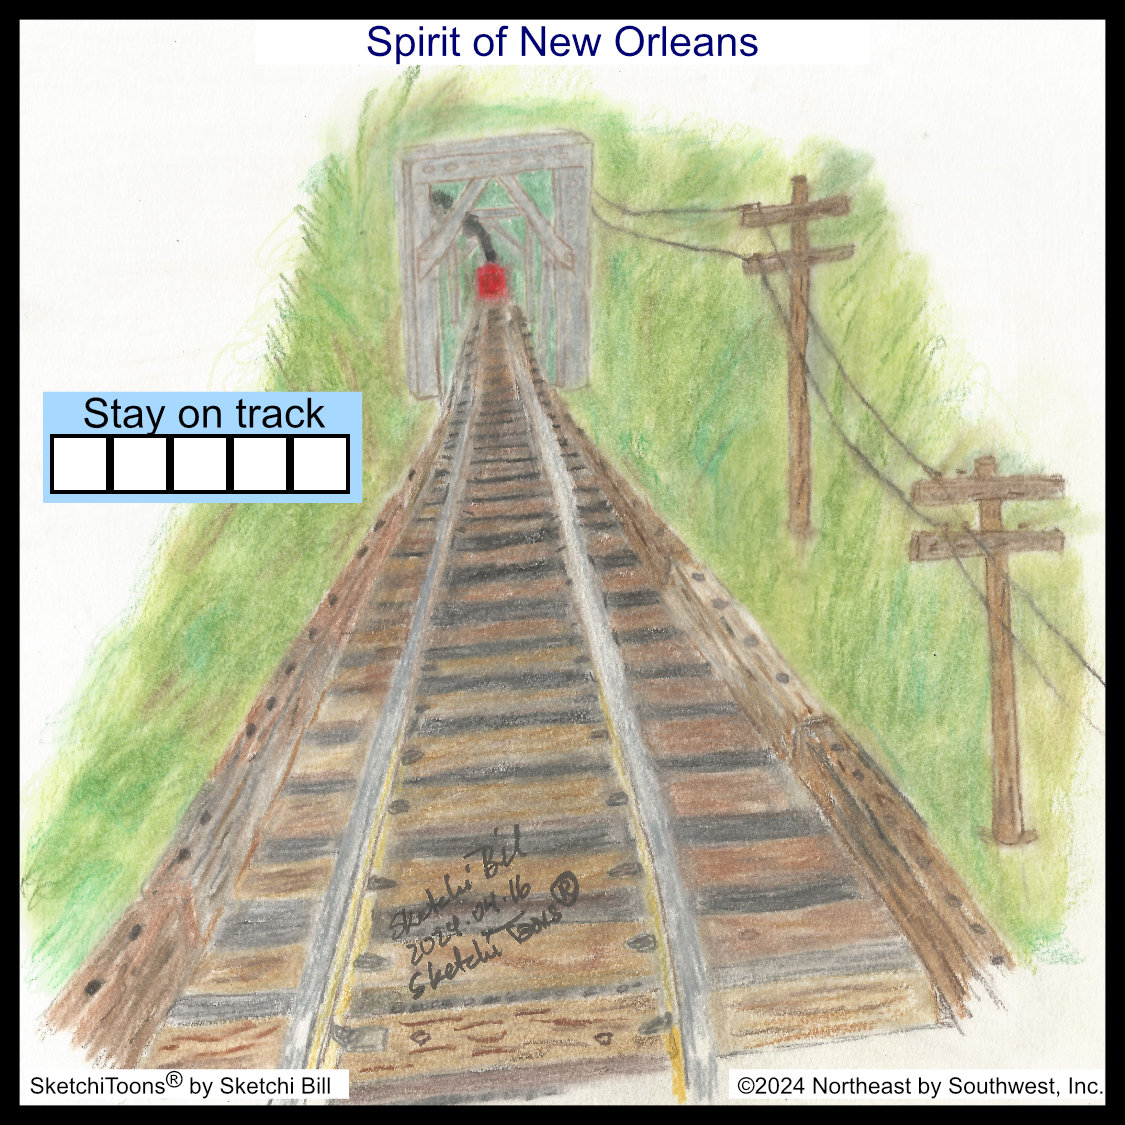 Spirit of New Orleans
Stay on track
Sketchi Bill
2024.04.16
SketchiToons®
SketchiToons® by Sketchi Bill
©2024 Northeast by Southwest, Inc.